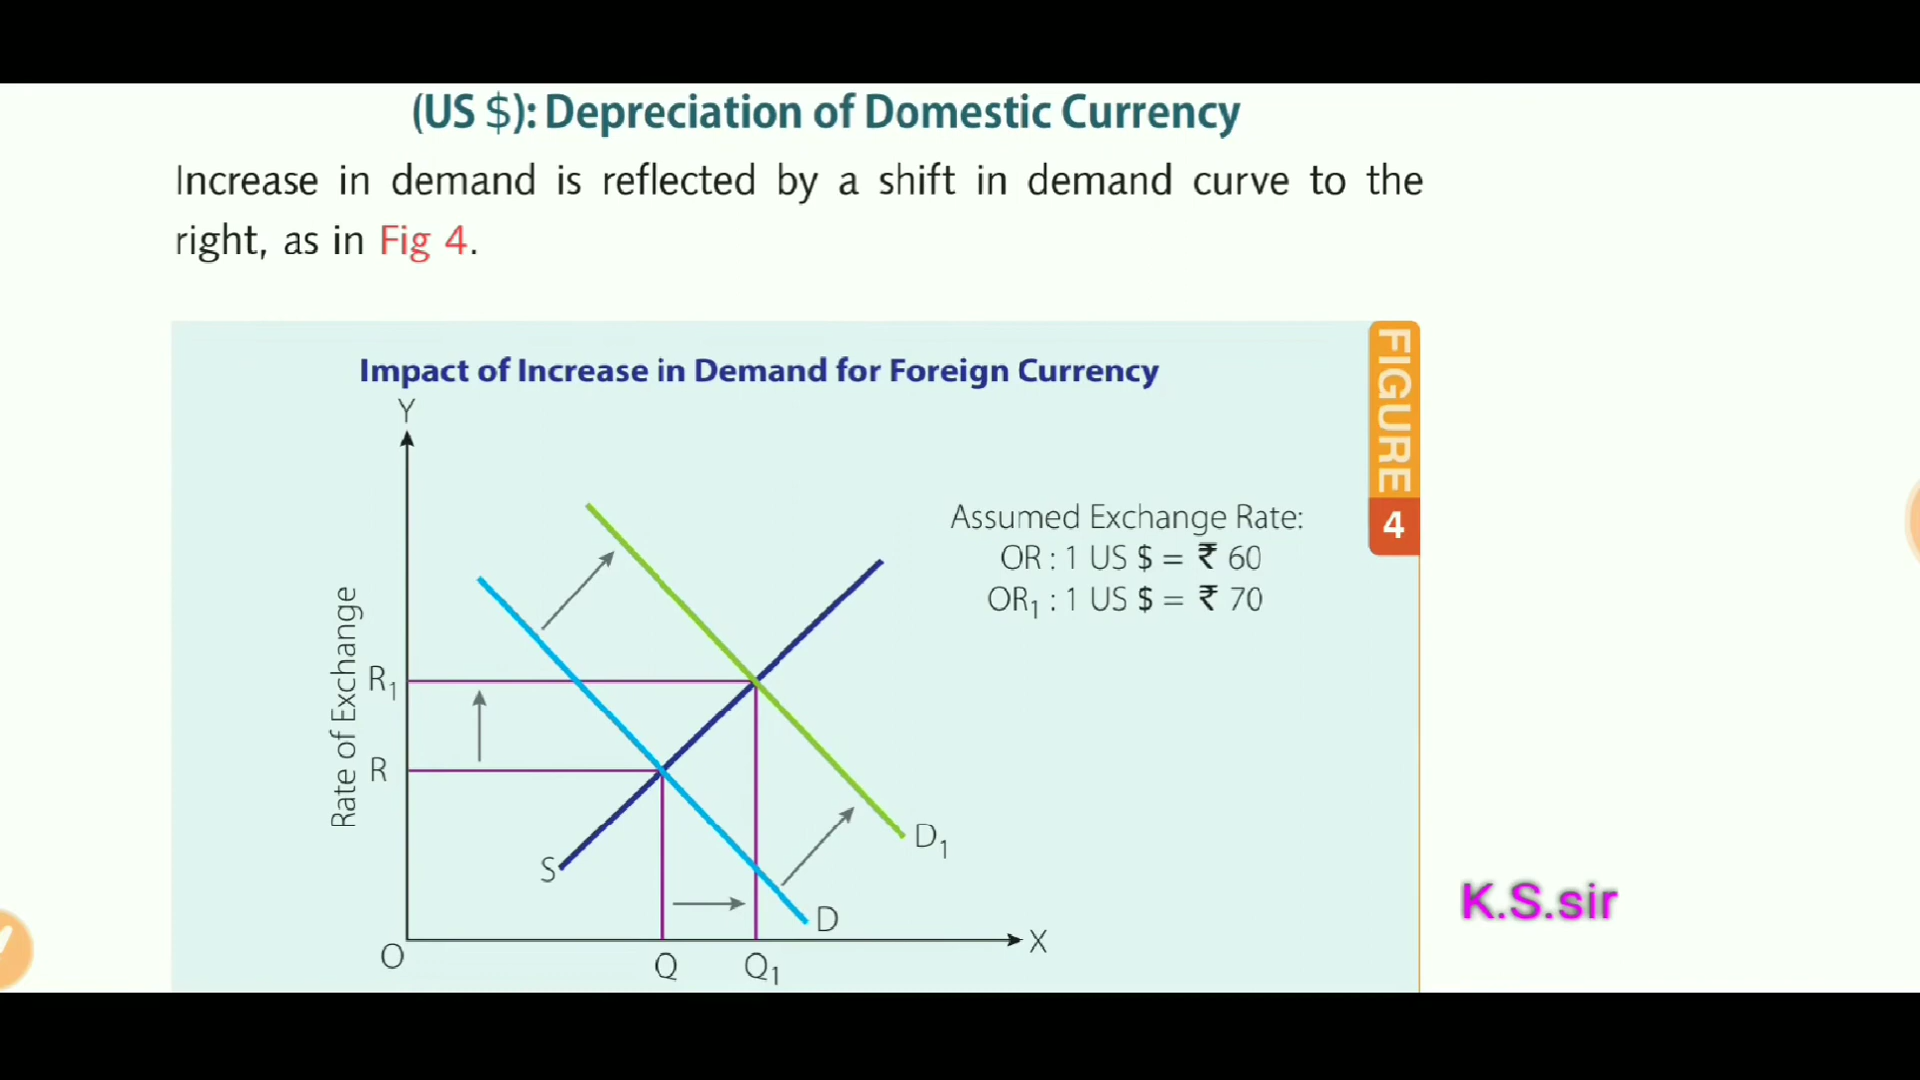 (US $): Depreciation of Domestic Currency
Increase in demand is reflected by a shift in demand curve to the
right, as in Fig 4.
FIGURE
4
Impact of Increase in Demand for Foreign Currency
Y
Assumed Exchange Rate:
OR : 1 US $ = ₹ 60
OR₁ : 1 US $ = ₹ 70
Rate of Exchange
R₁
R
S
D₁
D
O
Q
Q₁
X
K.S.sir